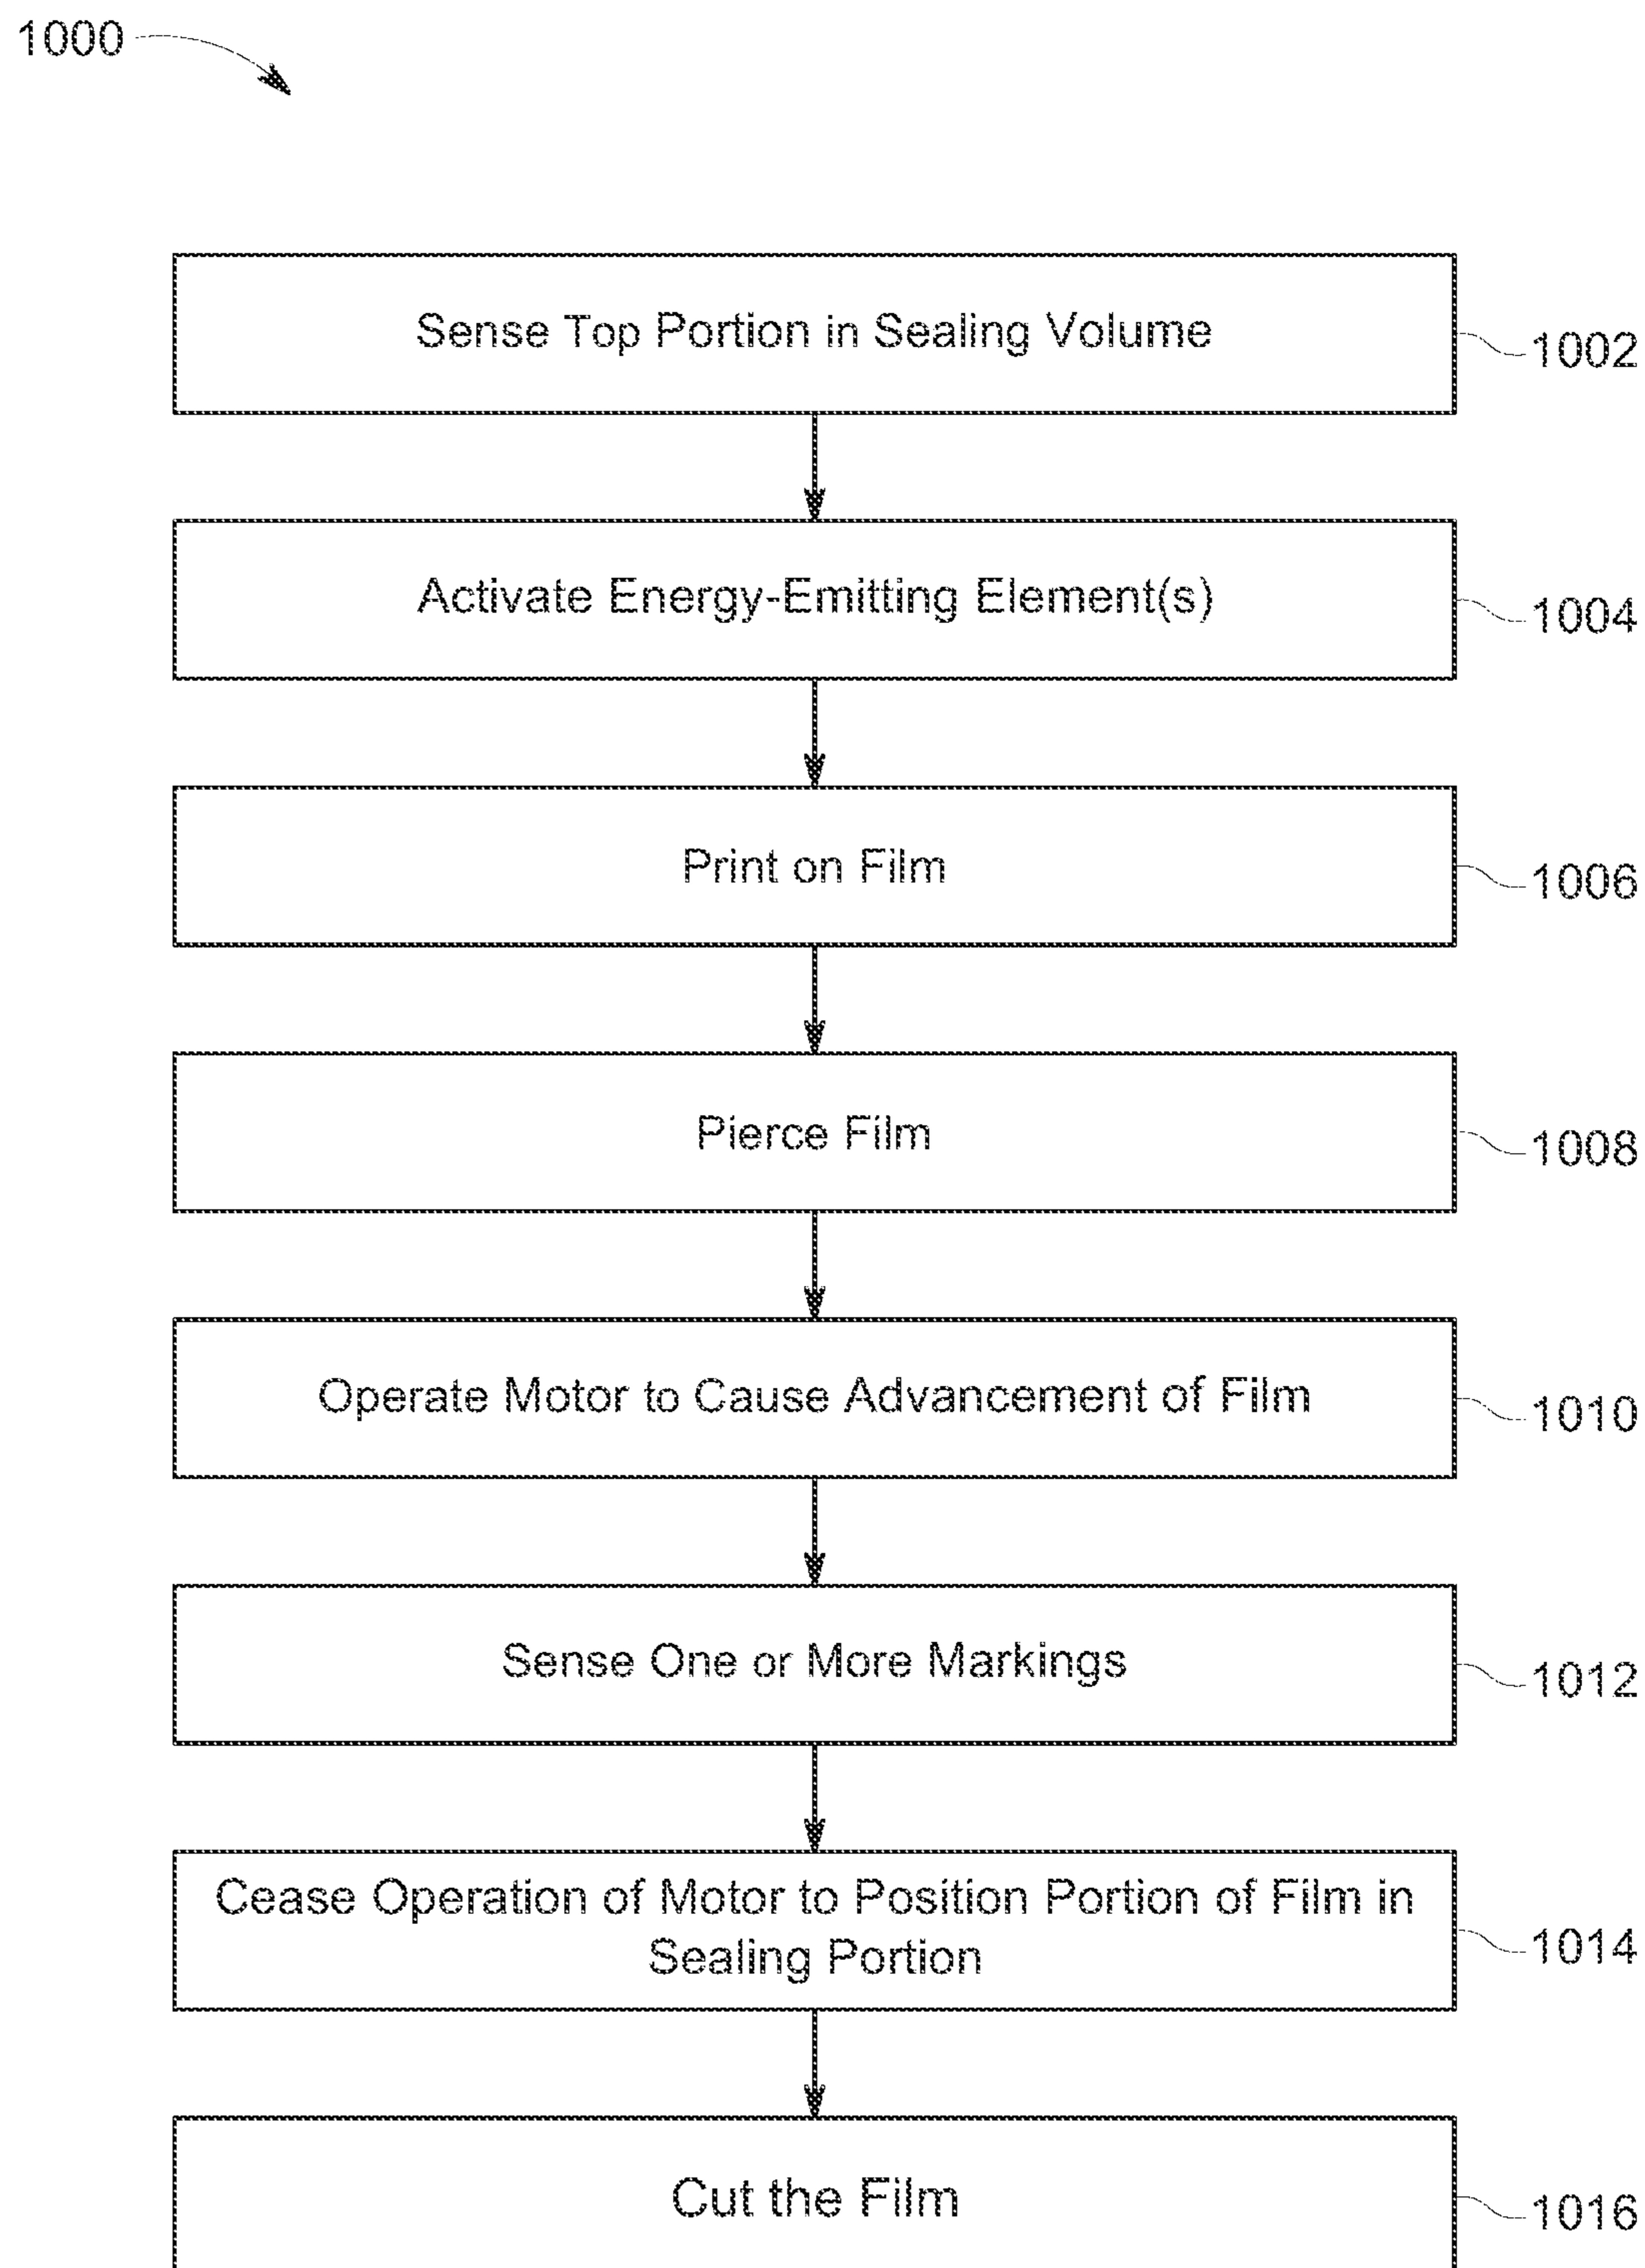 1000
Sense Top Portion in Sealing Volume
1002
Activate Energy-Emitting Element(s)
1004
Print on Film
1006
Pierce Film
1008
Operate Motor to Cause Advancement of Film
1010
Sense One or More Markings
1012
Cease Operation of Motor to Position Portion of Film in
Sealing Portion
1014
Cut the Film
1016